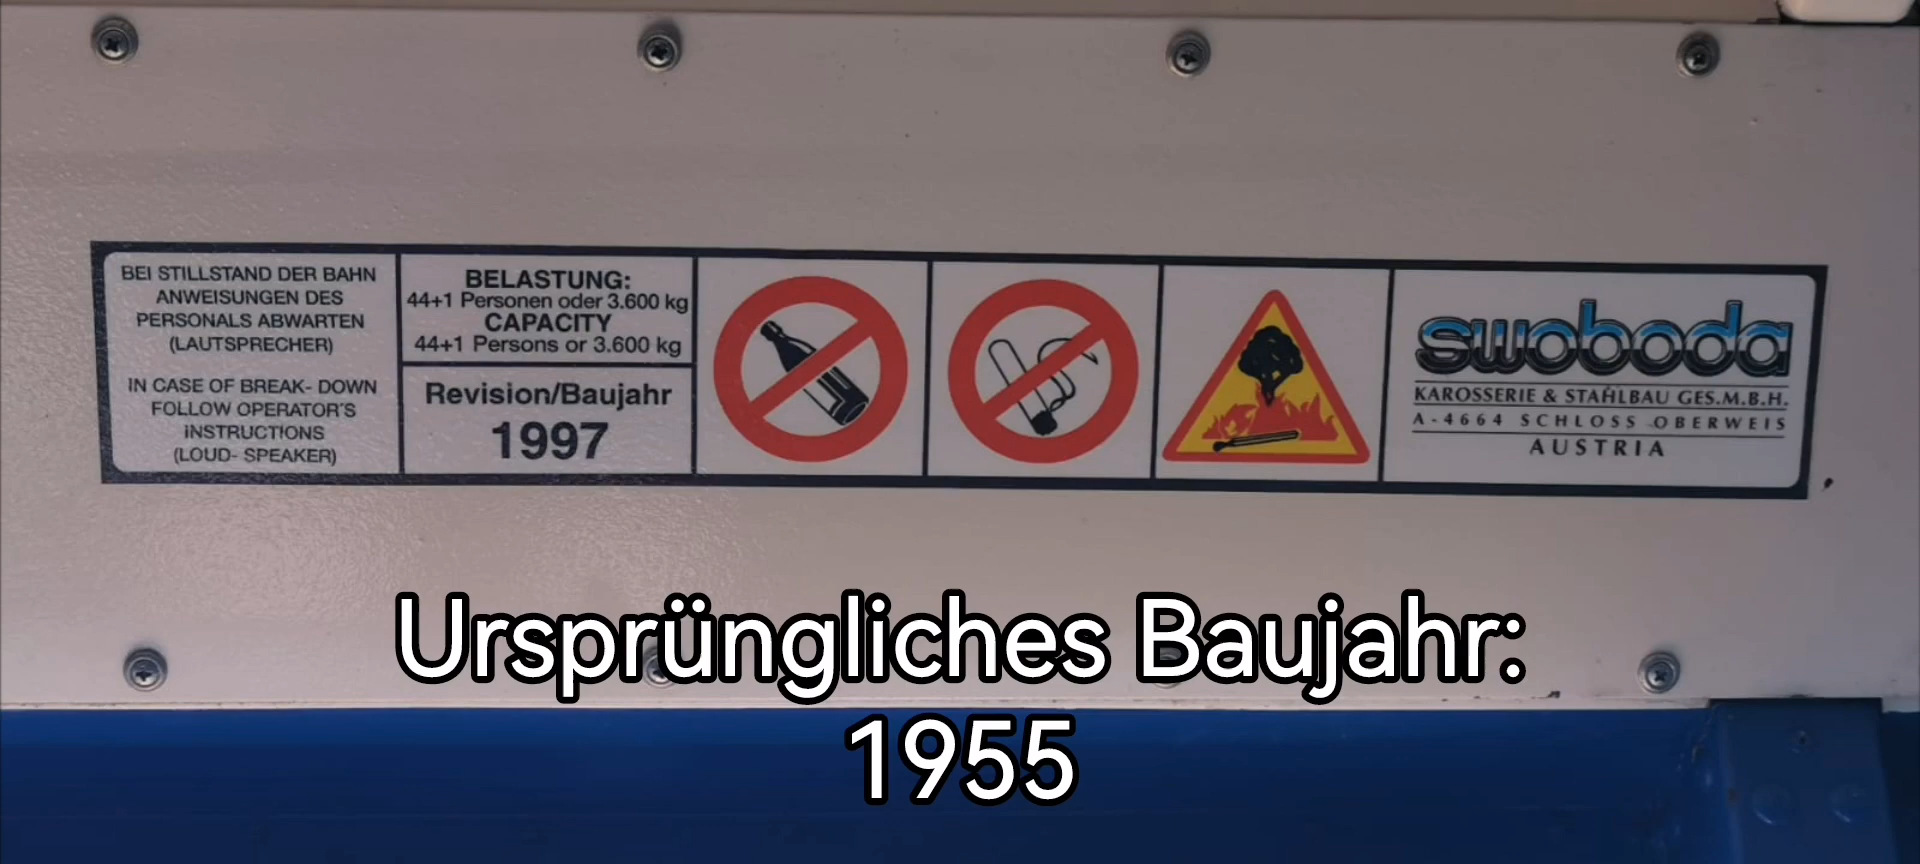 BEI STILLSTAND DER BAHN
ANWEISUNGEN DES
PERSONALS ABWARTEN
(LAUTSPRECHER)
IN CASE OF BREAK- DOWN
FOLLOW OPERATOR'S
INSTRUCTIONS
(LOUD- SPEAKER)
BELASTUNG:
44+1 Personen oder 3.600 kg
CAPACITY
44+1 Persons or 3.600 kg
Revision/Baujahr
1997
swoboda
KAROSSERIE & STAHLBAU GES.M.B.H.
A-4664 SCHLOSS OBERWEIS
AUSTRIA
Ursprüngliches Baujahr:
1955